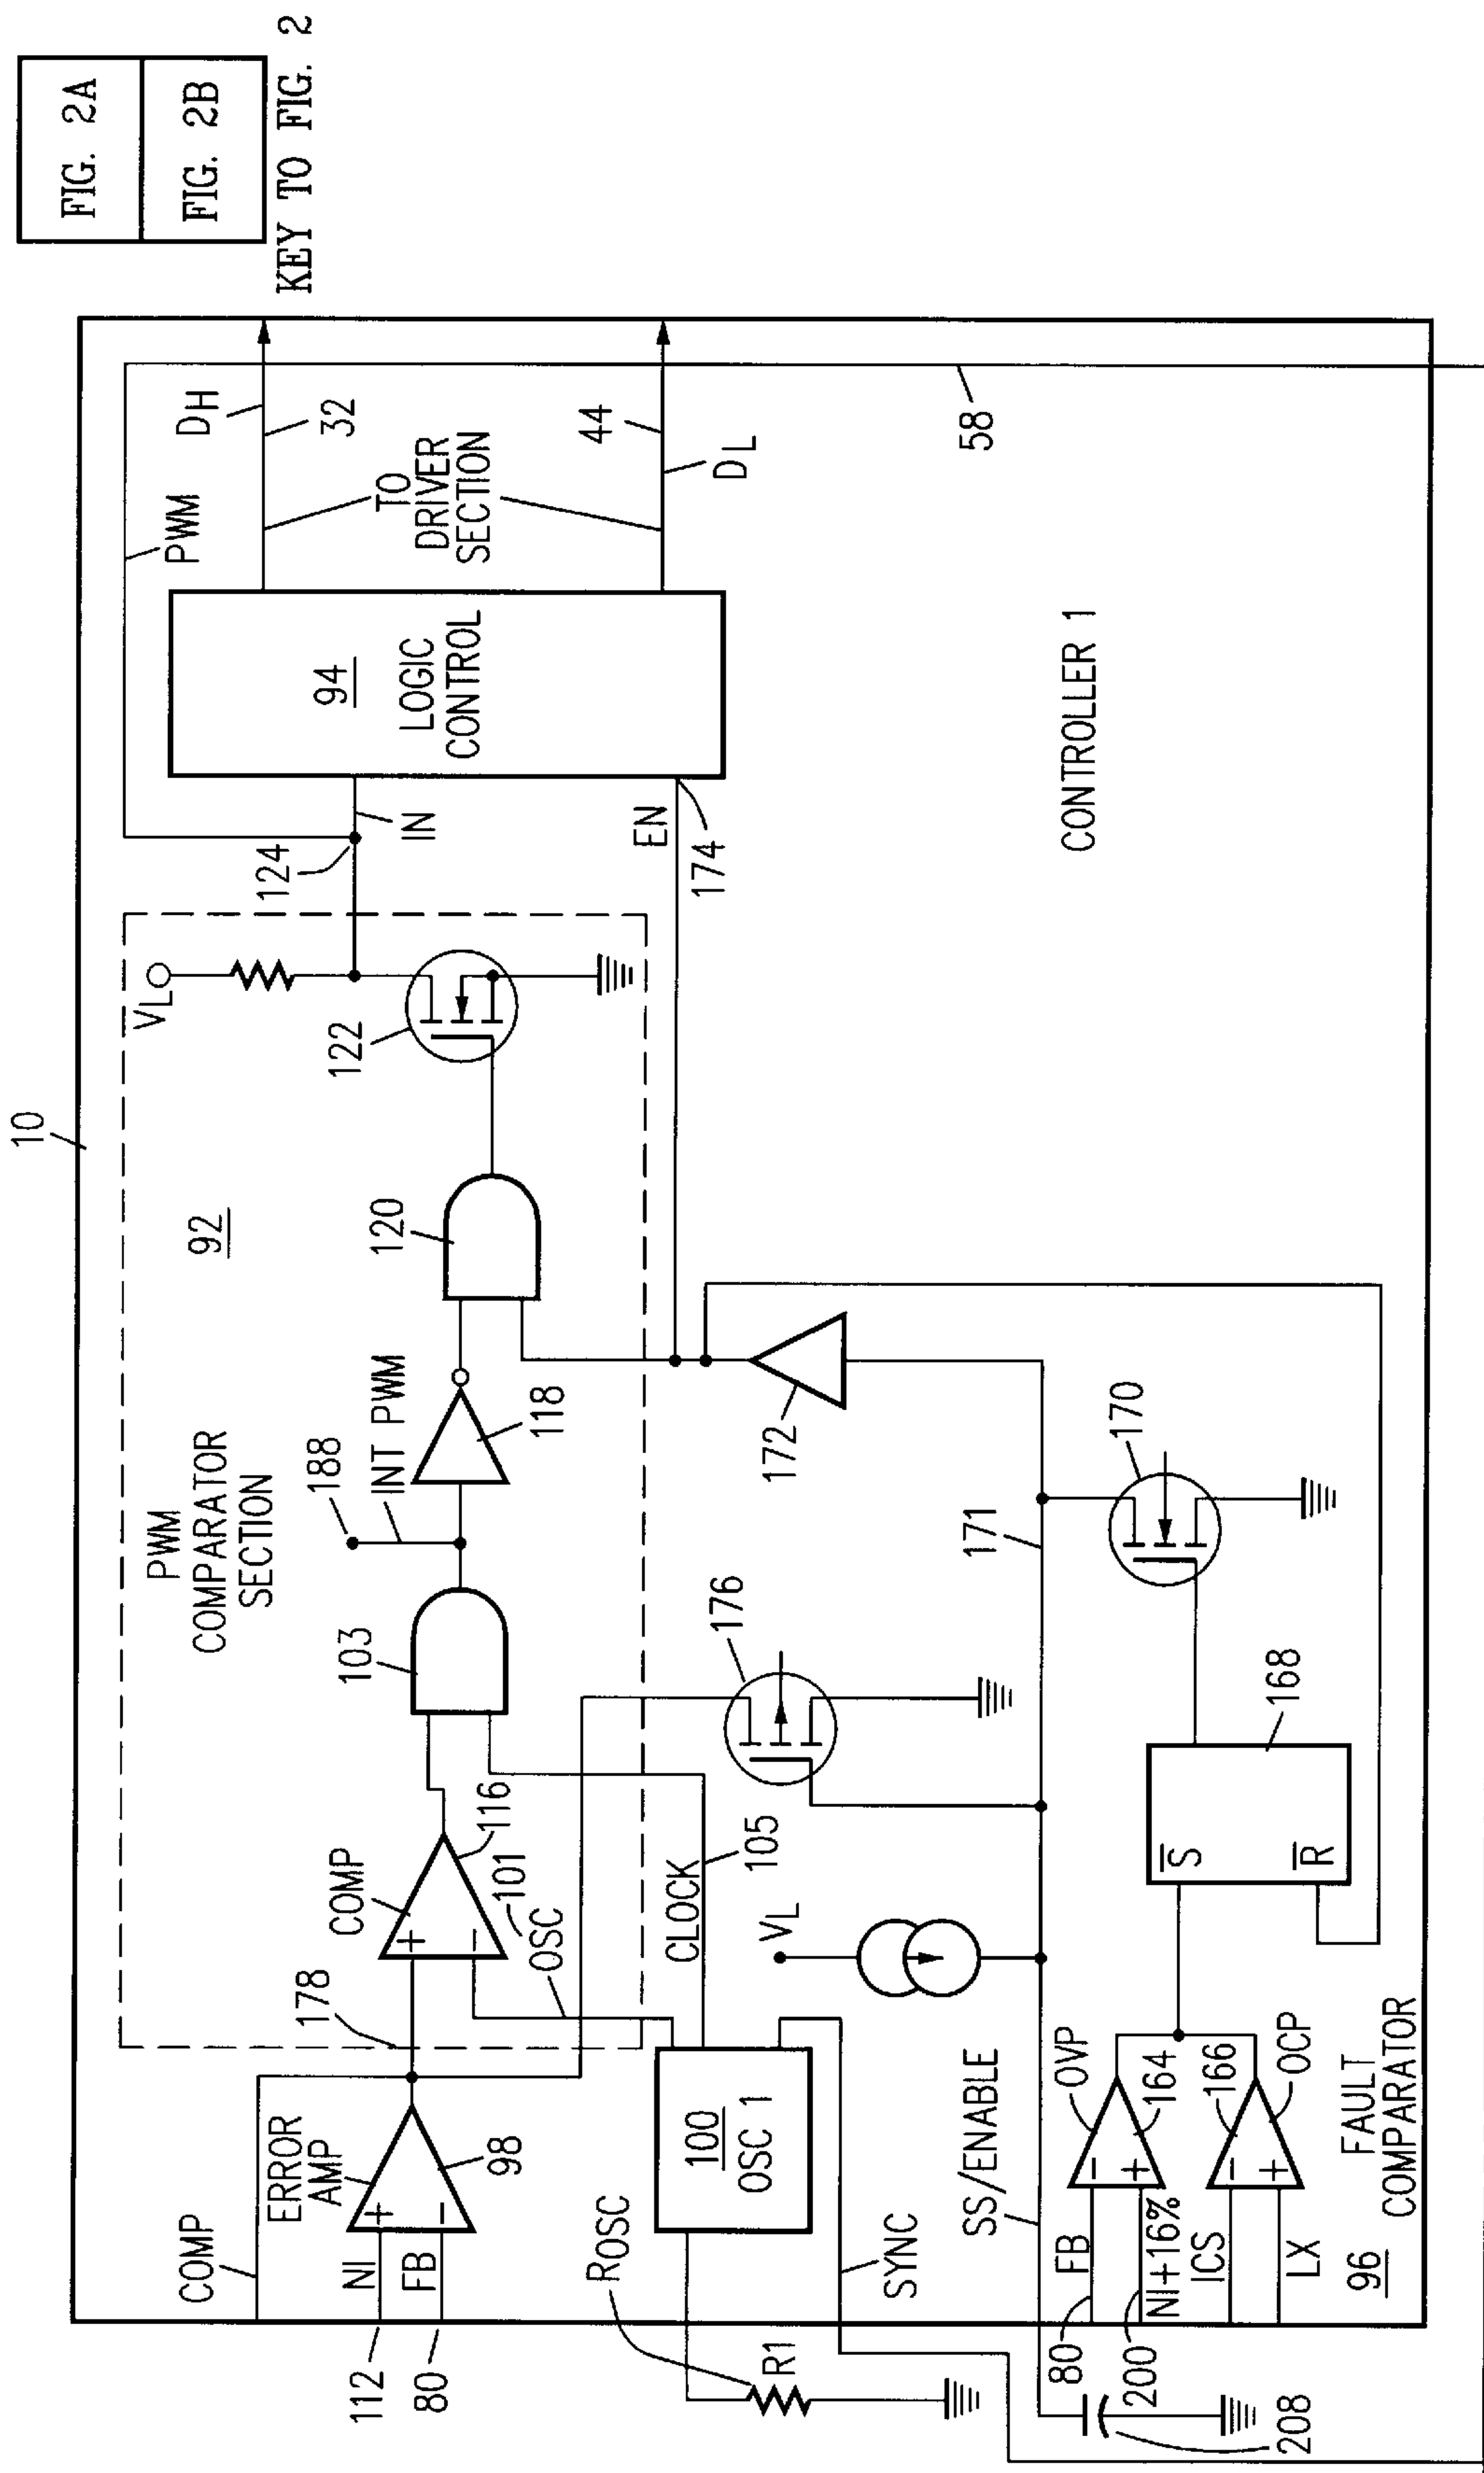 FIG. 2A
FIG. 2B
KEY TO FIG. 2
10
PWM
COMPARATOR
SECTION
92
VL
122
124
IN
PWM
DH
32
TO
DRIVER
SECTION
44
DL
94
LOGIC
CONTROL
EN
174
58
COMP
ERROR
AMP
178
COMP
+
−
116
101
OSC
103
188
INT PWM
118
120
112
NI
+
80
FB
−
98
100
OSC 1
CLOCK
105
ROSC
R1
SYNC
VL
176
172
SS/ENABLE
171
170
CONTROLLER 1
80
FB
−
OVP
200
NI+16%
+
164
208
ICS
−
166
LX
+
OCP
96
FAULT
COMPARATOR
S
R
168